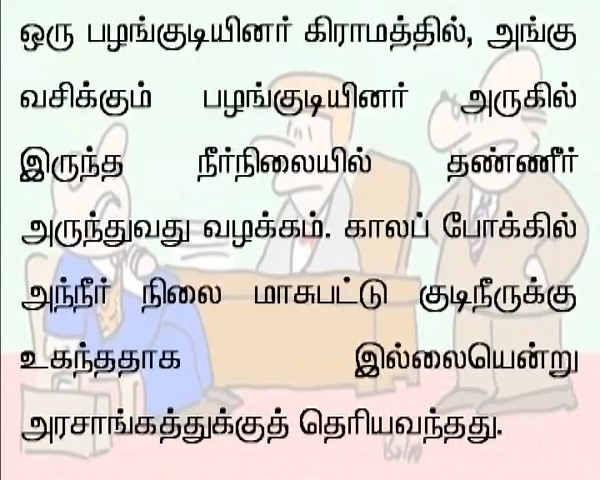 ஒரு பழங்குடியினர் கிராமத்தில், அங்கு
வசிக்கும் பழங்குடியினர் அருகில்
இருந்த நீர்நிலையில் தண்ணீர்
அருந்துவது வழக்கம். காலப் போக்கில்
அந்நீர் நிலை மாசுபட்டு குடிநீருக்கு
உகந்ததாக இல்லையென்று
அரசாங்கத்துக்குத் தெரியவந்தது.